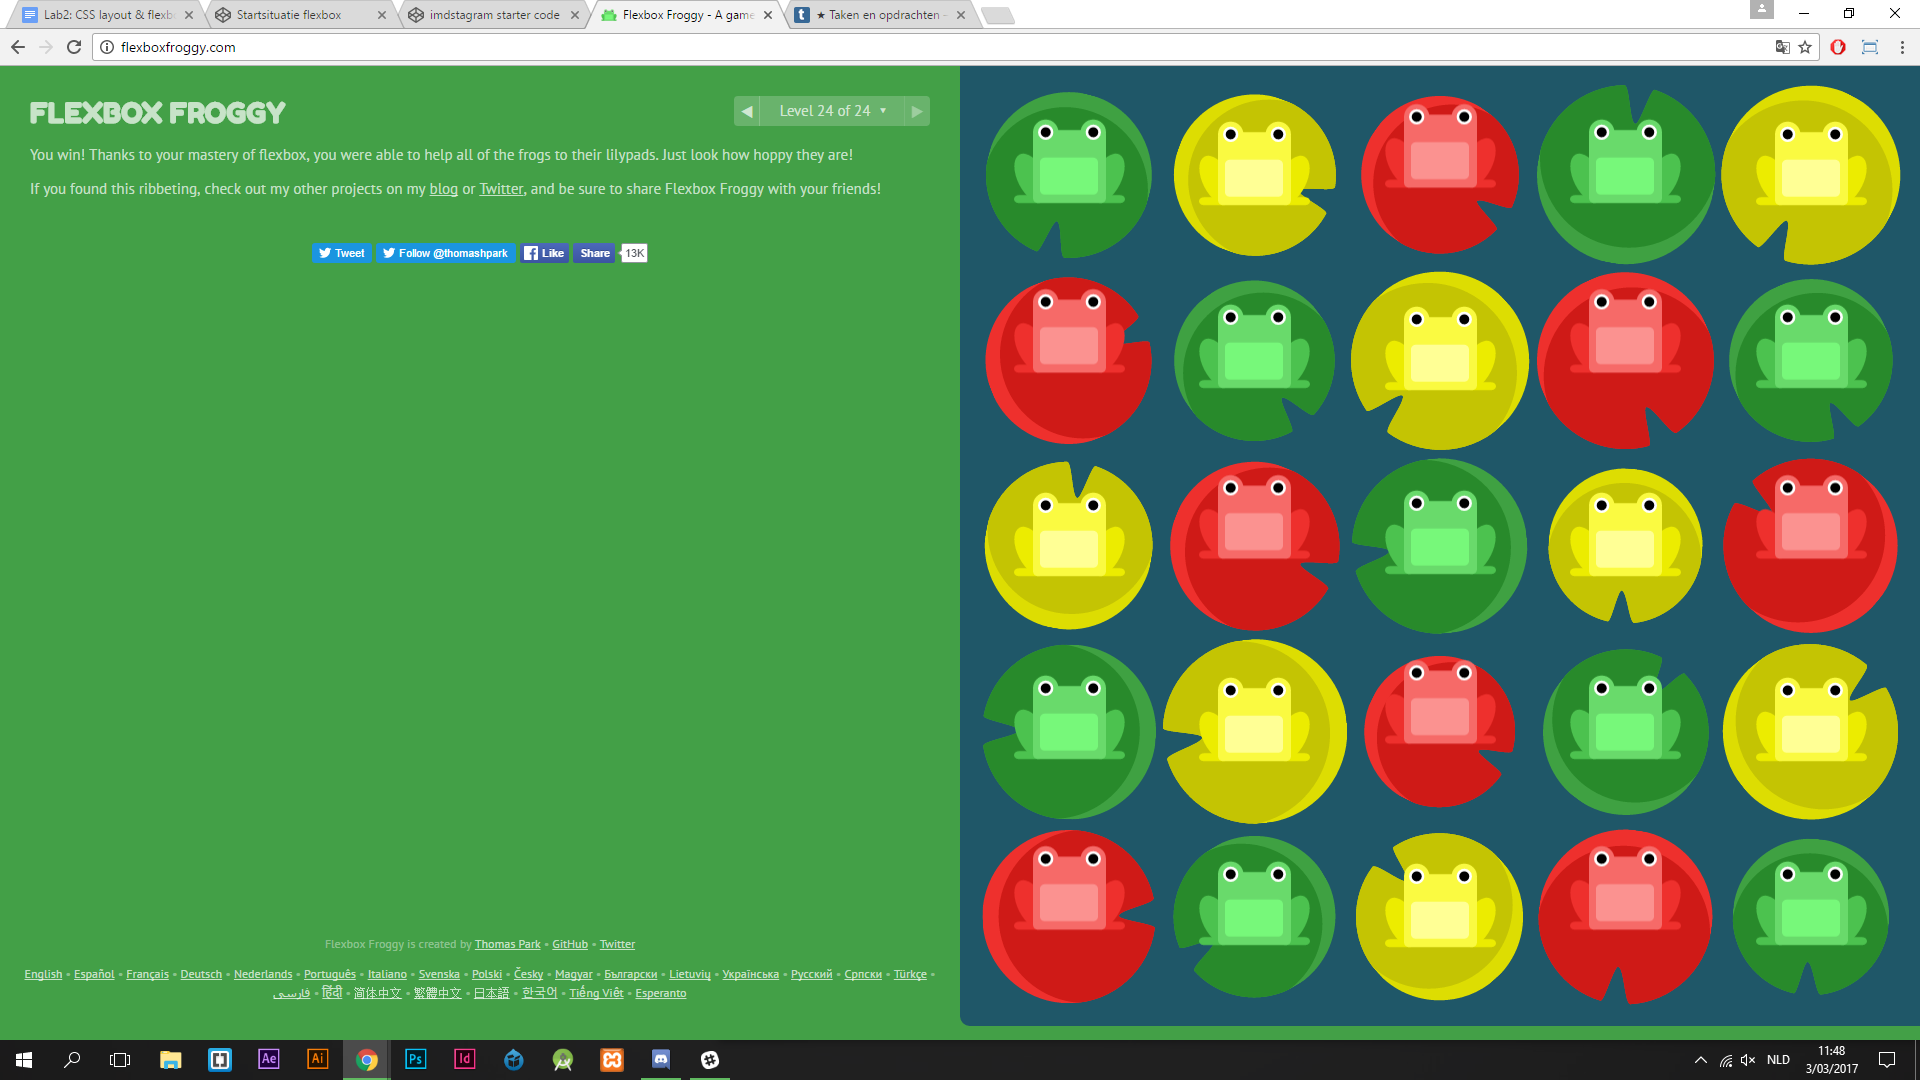 Lab2: CSS layout & flexb
Startsituatie flexbox
imdstagram starter code
Flexbox Froggy - A game
★ Taken en opdrachten -
flexboxfroggy.com
FLEXBOX FROGGY
◀ Level 24 of 24 ▼ ▶
You win! Thanks to your mastery of flexbox, you were able to help all of the frogs to their lilypads. Just look how hoppy they are!
If you found this ribbeting, check out my other projects on my blog or Twitter, and be sure to share Flexbox Froggy with your friends!
Tweet Follow @thomashpark Like Share 13K
Flexbox Froggy is created by Thomas Park • GitHub • Twitter
English • Español • Français • Deutsch • Nederlands • Português • Italiano • Svenska • Polski • Česky • Magyar • Български • Lietuvių • Українська • Русский • Српски • Türkçe •
فارسی • हिंदी • 简体中文 • 繁體中文 • 日本語 • 한국어 • Tiếng Việt • Esperanto
Ae Ai Ps Id
NLD
11:48
3/03/2017